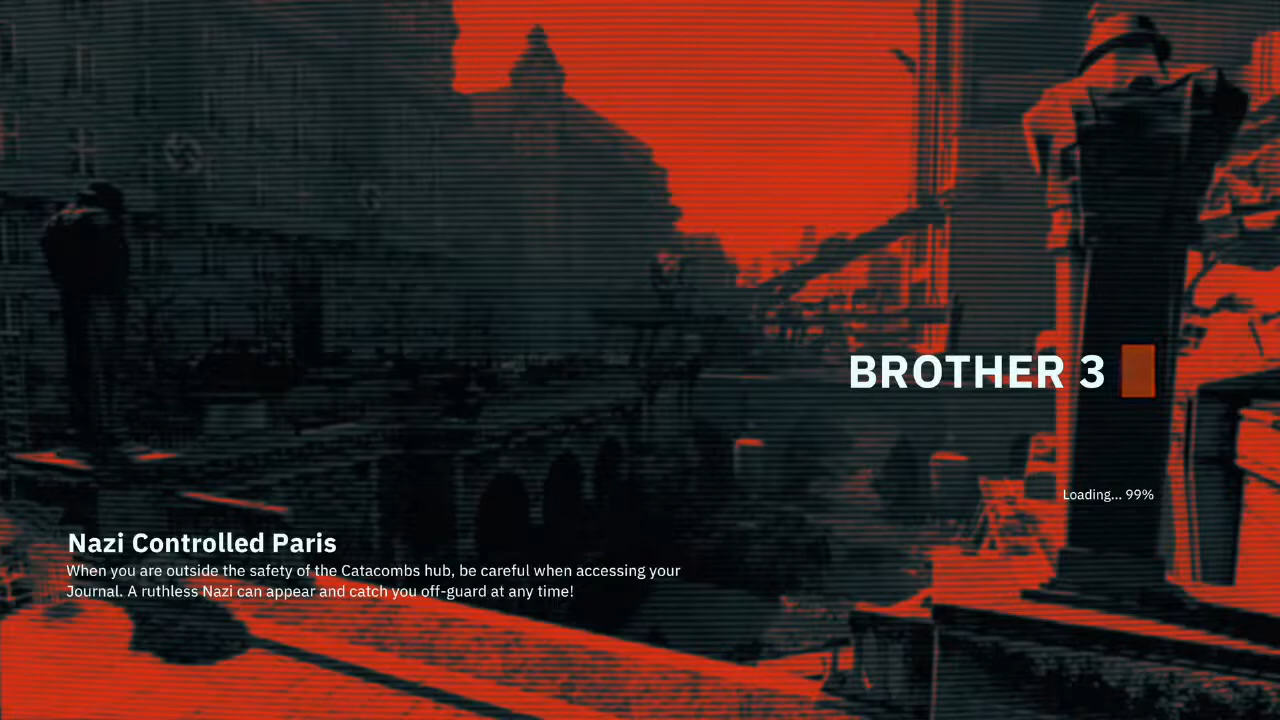 BROTHER 3
Loading... 99%
Nazi Controlled Paris
When you are outside the safety of the Catacombs hub, be careful when accessing your
Journal. A ruthless Nazi can appear and catch you off-guard at any time!